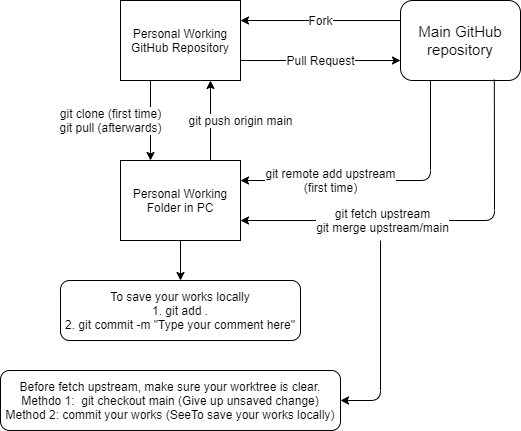 Personal Working
GitHub Repository
Fork
Main GitHub
repository
Pull Request
git clone (first time)
git pull (afterwards)
git push origin main
Personal Working
Folder in PC
git remote add upstream
(first time)
git fetch upstream
git merge upstream/main
To save your works locally
1. git add .
2. git commit -m "Type your comment here"
Before fetch upstream, make sure your worktree is clear.
Methdo 1:  git checkout main (Give up unsaved change)
Method 2: commit your works (SeeTo save your works locally)